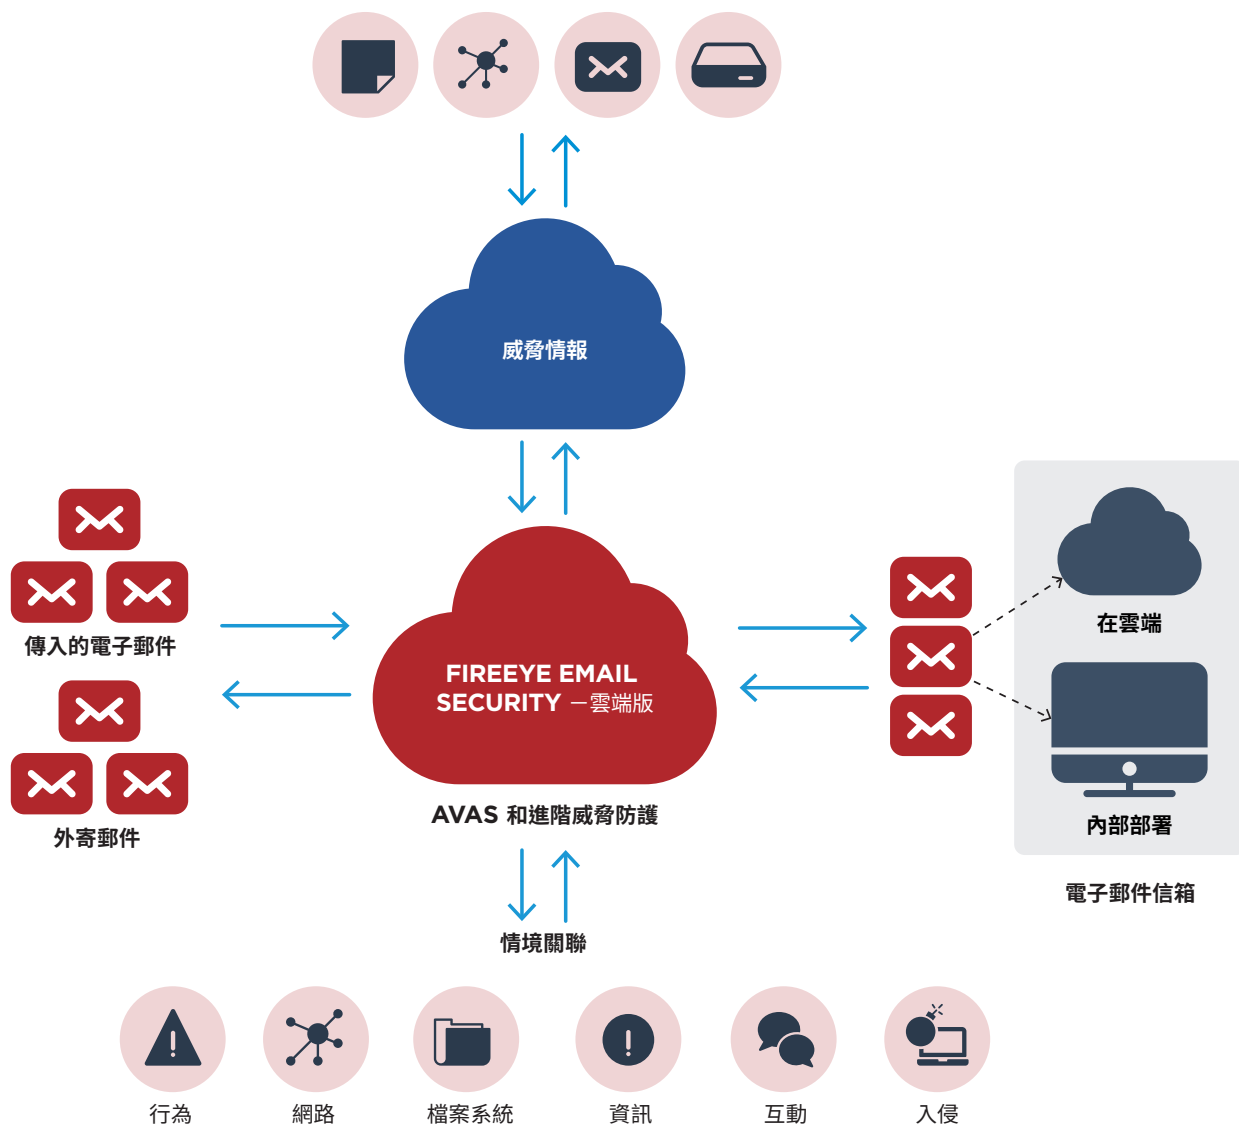 威脅情報
傳入的電子郵件
外寄郵件
FIREEYE EMAIL
SECURITY －雲端版
AVAS 和進階威脅防護
在雲端
內部部署
電子郵件信箱
情境關聯
行為
網路
檔案系統
資訊
互動
入侵